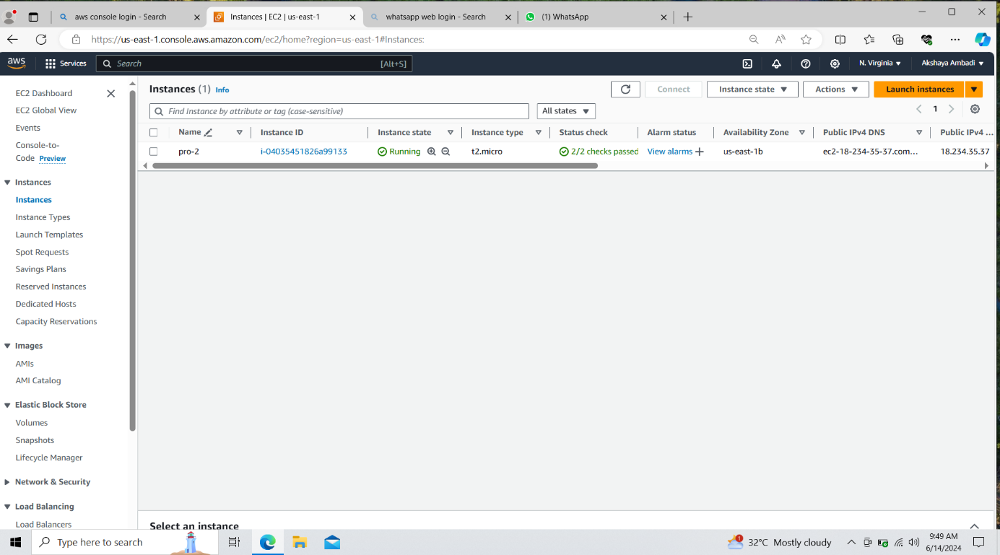 aws console login - Search
Instances | EC2 | us-east-1
whatsapp web login - Search
(1) WhatsApp
https://us-east-1.console.aws.amazon.com/ec2/home?region=us-east-1#Instances:
aws
Services
Search
[Alt+S]
N. Virginia
Akshaya Ambadi
EC2 Dashboard
EC2 Global View
Events
Console-to-
Code Preview
Instances
Instances
Instance Types
Launch Templates
Spot Requests
Savings Plans
Reserved Instances
Dedicated Hosts
Capacity Reservations
Images
AMIs
AMI Catalog
Elastic Block Store
Volumes
Snapshots
Lifecycle Manager
Network & Security
Load Balancing
Load Balancers
Instances (1) Info
Connect
Instance state
Actions
Launch instances
Find Instance by attribute or tag (case-sensitive)
All states
1
Name Instance ID Instance state Instance type Status check Alarm status Availability Zone Public IPv4 DNS Public IPv4 ...
pro-2 i-04035451826a99133 Running t2.micro 2/2 checks passed View alarms + us-east-1b ec2-18-234-35-37.com... 18.234.35.37
Select an instance
Type here to search
1
32°C Mostly cloudy
9:49 AM
6/14/2024